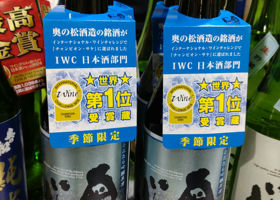 最高
金賞
奥の松酒造の銘酒が
インターナショナル・ワインチャレンジで
「チャンピオン・サケ」に選ばれました
IWC 日本酒部門
★世界★
第1位
受賞蔵
i-Wine
季節限定
奥の松酒造の銘酒が
インターナショナル・ワインチャレンジで
「チャンピオン・サケ」に選ばれました
IWC 日本酒部門
★世界★
第1位
受賞蔵
i-Wine
季節限定